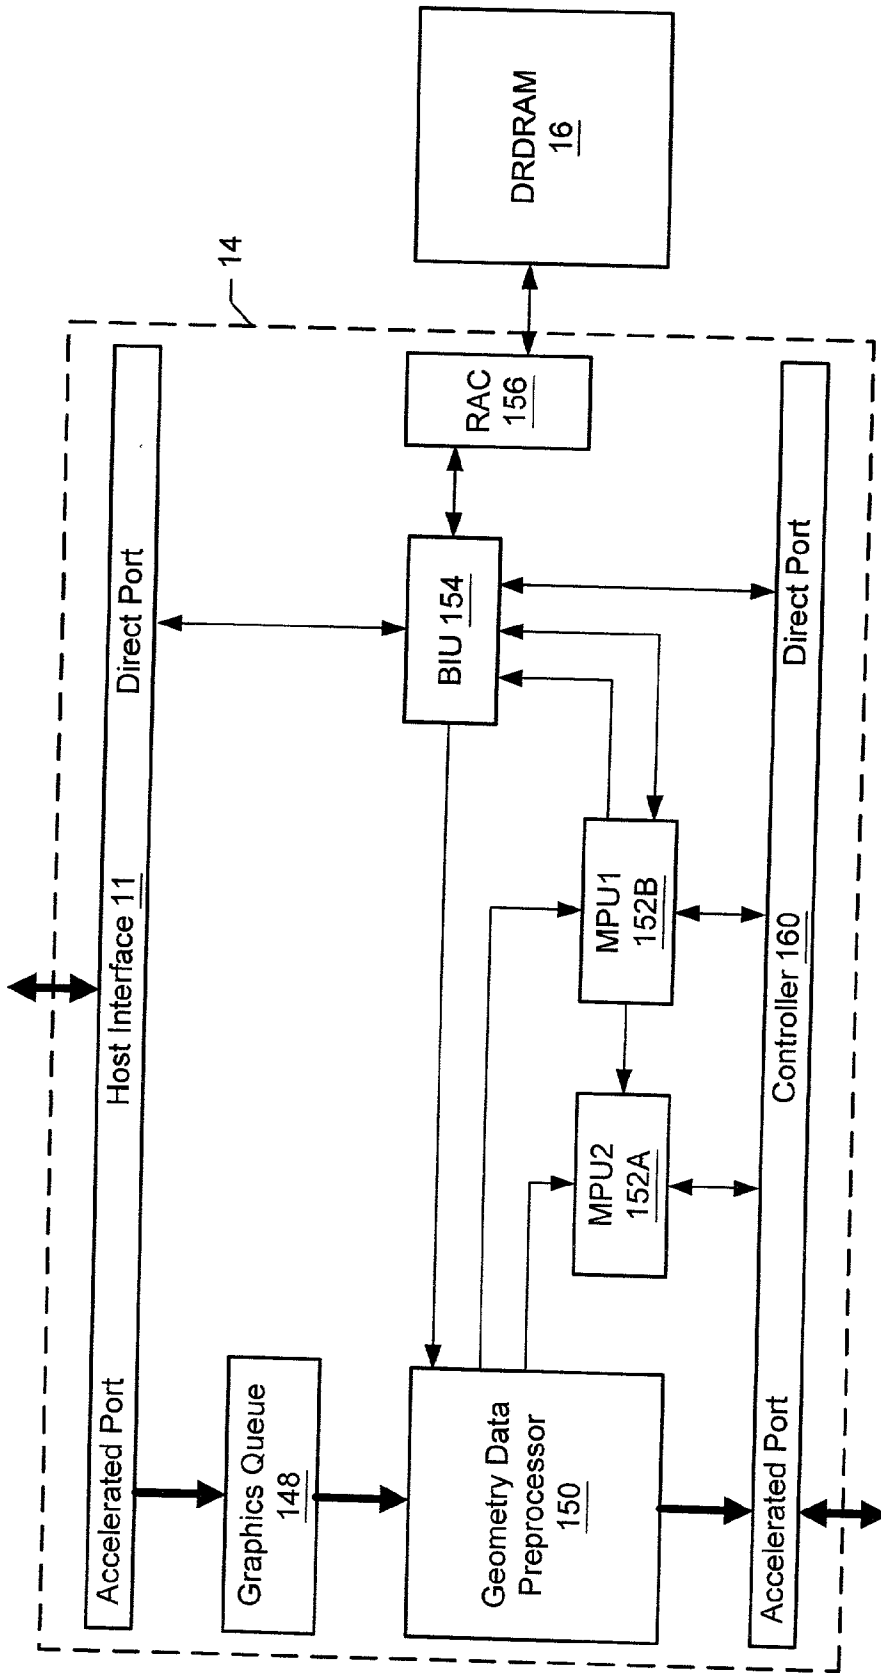 14
Accelerated Port
Host Interface 11
Direct Port
Graphics Queue
148
Geometry Data
Preprocessor
150
BIU 154
RAC
156
DRDRAM
16
MPU2
152A
MPU1
152B
Accelerated Port
Controller 160
Direct Port